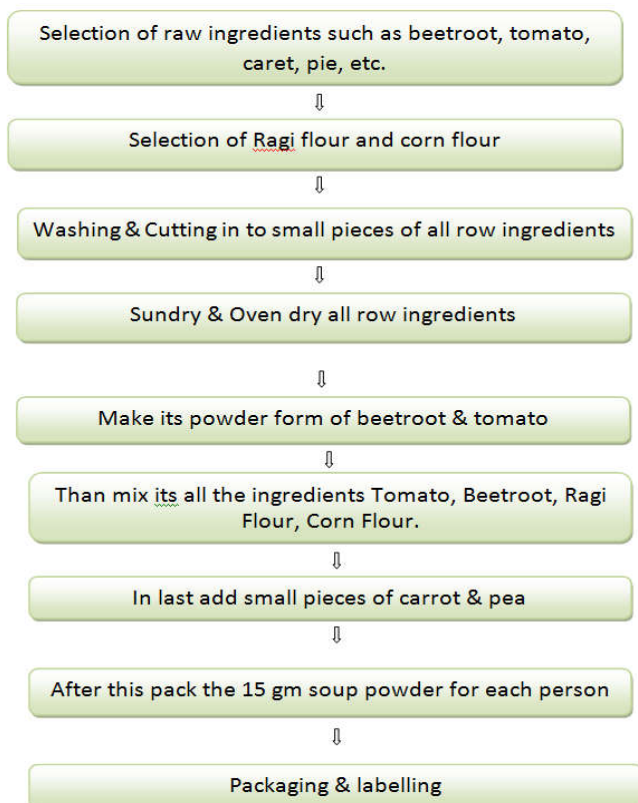 Selection of raw ingredients such as beetroot, tomato,
caret, pie, etc.
Selection of Ragi flour and corn flour
Washing & Cutting in to small pieces of all row ingredients
Sundry & Oven dry all row ingredients
Make its powder form of beetroot & tomato
Than mix its all the ingredients Tomato, Beetroot, Ragi
Flour, Corn Flour.
In last add small pieces of carrot & pea
After this pack the 15 gm soup powder for each person
Packaging & labelling